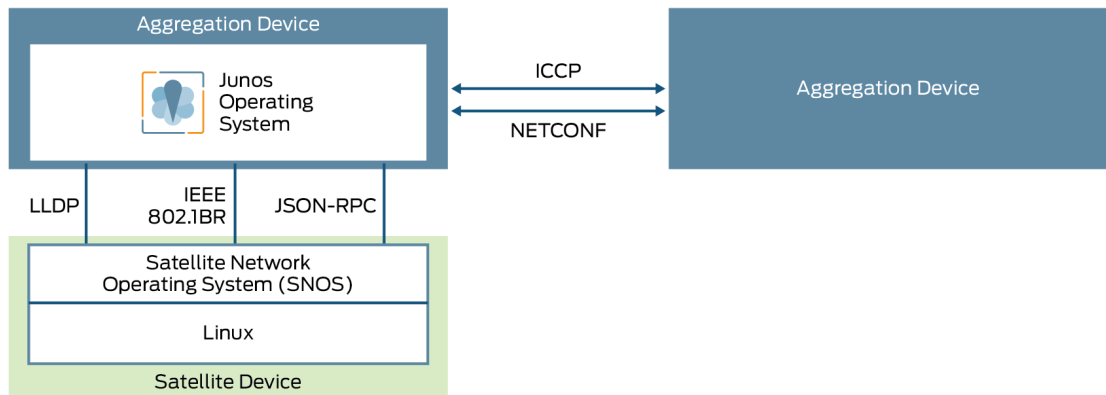 Aggregation Device
Junos
Operating
System
ICCP
NETCONF
Aggregation Device
LLDP
IEEE
802.1BR
JSON-RPC
Satellite Network
Operating System (SNOS)
Linux
Satellite Device